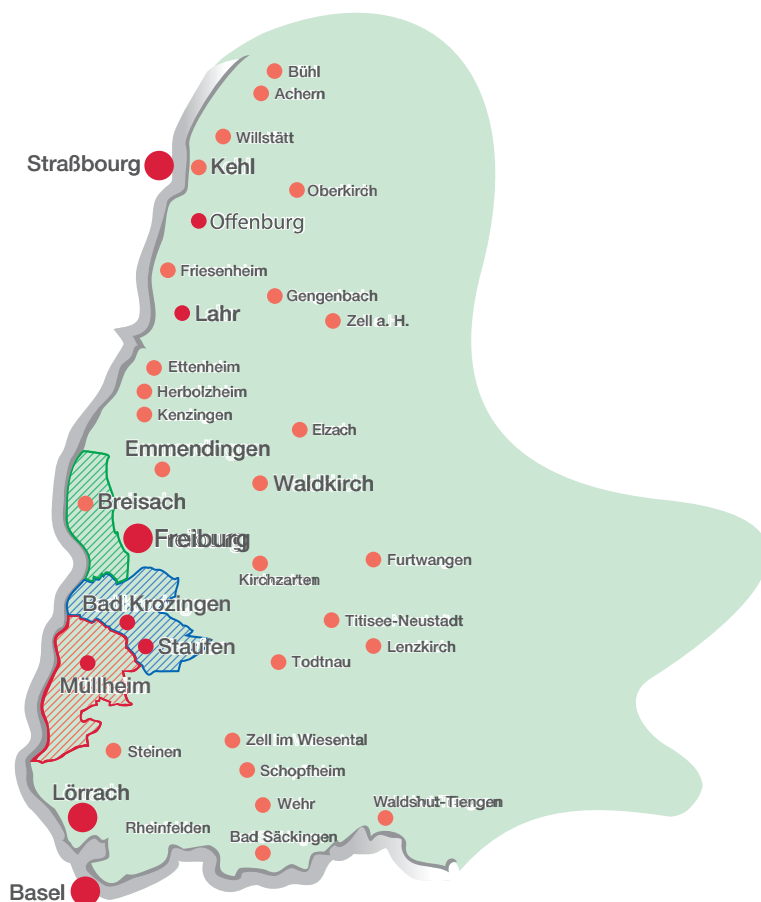 Bühl
Achern
Willstätt
Straßbourg
Kehl
Oberkirch
Offenburg
Friesenheim
Gengenbach
Lahr
Zell a. H.
Ettenheim
Herbolzheim
Kenzingen
Elzach
Emmendingen
Waldkirch
Breisach
Freiburg
Furtwangen
Kirchzarten
Bad Krozingen
Titisee-Neustadt
Staufen
Lenzkirch
Todtnau
Müllheim
Zell im Wiesental
Steinen
Schopfheim
Lörrach
Wehr
Waldshut-Tiengen
Rheinfelden
Bad Säckingen
Basel